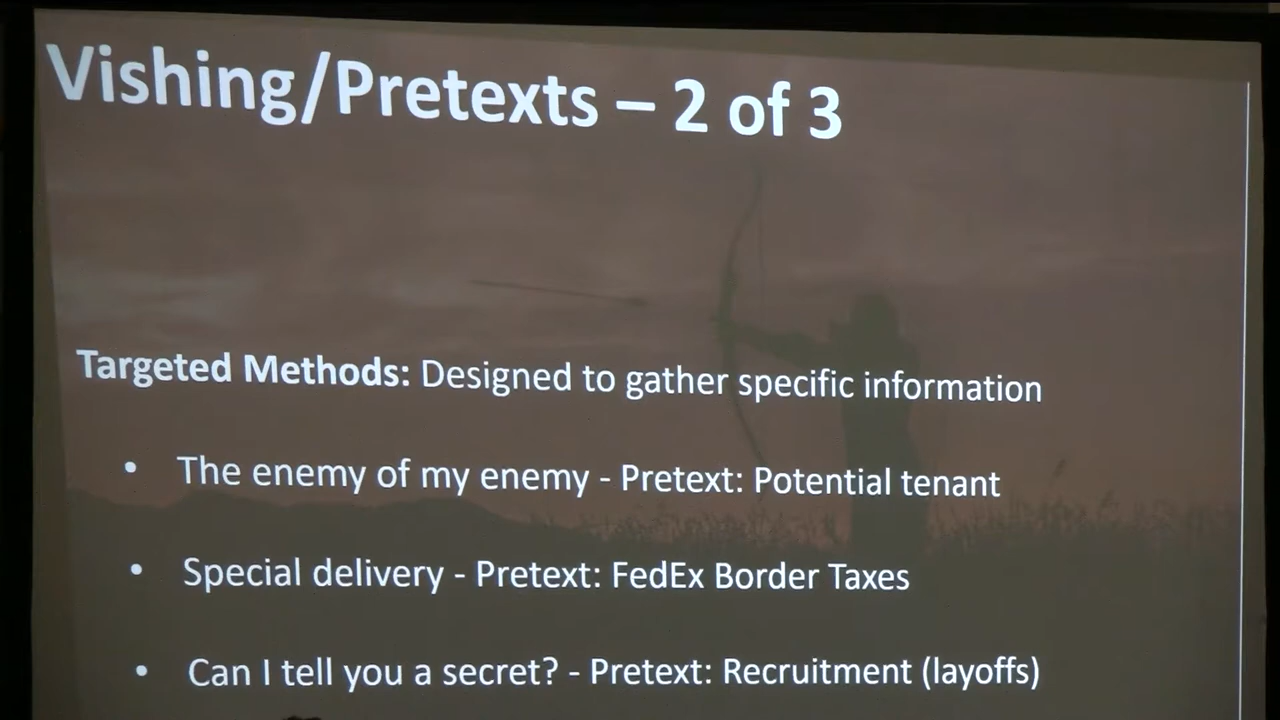 Vishing/Pretexts – 2 of 3
Targeted Methods: Designed to gather specific information
• The enemy of my enemy - Pretext: Potential tenant
• Special delivery - Pretext: FedEx Border Taxes
• Can I tell you a secret? - Pretext: Recruitment (layoffs)